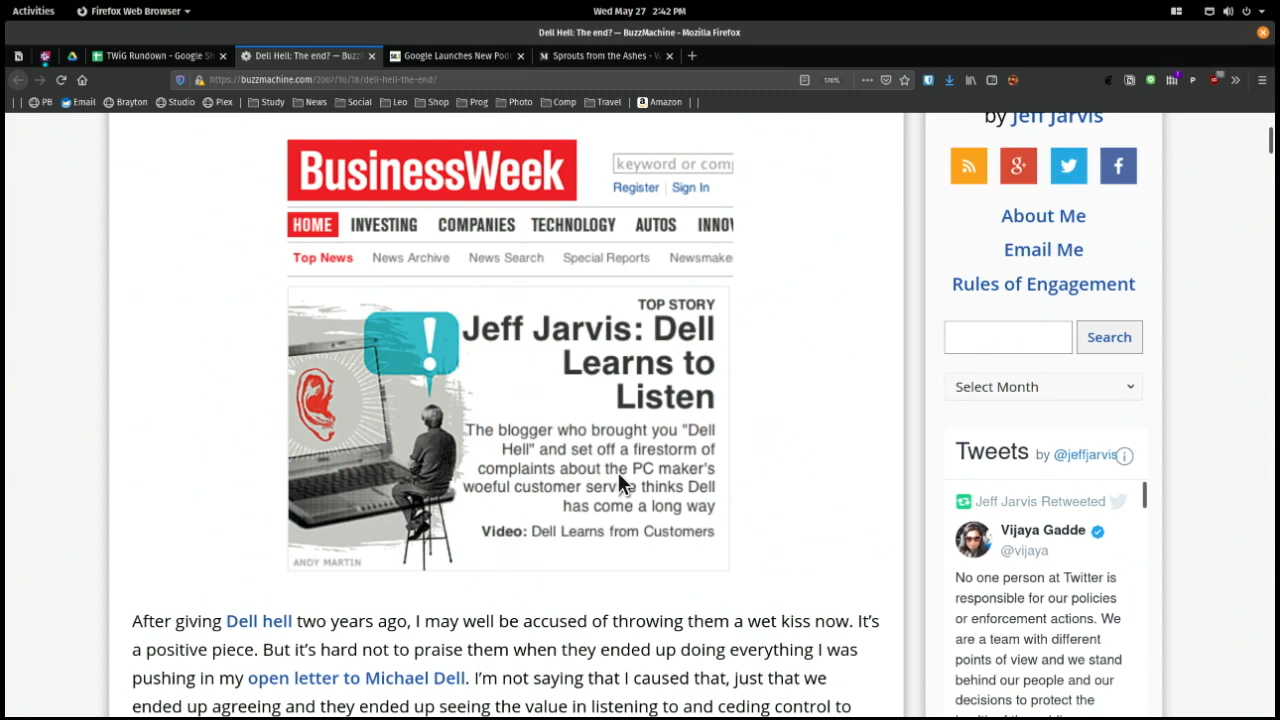 Activities
Firefox Web Browser
Wed May 27 2:42 PM
Dell Hell: The end? — BuzzMachine - Mozilla Firefox
TWiG Rundown - Google Sh
Dell Hell: The end? — Buzz
Google Launches New Pod
Sprouts from the Ashes -
https://buzzmachine.com/2007/10/18/dell-hell-the-end/
170%
PB
Email
Brayton
Studio
Plex
Study
News
Social
Leo
Shop
Prog
Photo
Comp
Travel
Amazon
BusinessWeek
keyword or comp
Register | Sign In
HOME INVESTING COMPANIES TECHNOLOGY AUTOS INNOV
Top News News Archive News Search Special Reports Newsmake
TOP STORY
Jeff Jarvis: Dell
Learns to
Listen
The blogger who brought you "Dell
Hell" and set off a firestorm of
complaints about the PC maker's
woeful customer service thinks Dell
has come a long way
Video: Dell Learns from Customers
ANDY MARTIN
After giving Dell hell two years ago, I may well be accused of throwing them a wet kiss now. It's
a positive piece. But it's hard not to praise them when they ended up doing everything I was
pushing in my open letter to Michael Dell. I'm not saying that I caused that, just that we
ended up agreeing and they ended up seeing the value in listening to and ceding control to
by Jeff Jarvis
About Me
Email Me
Rules of Engagement
Search
Select Month
Tweets by @jeffjarvis
Jeff Jarvis Retweeted
Vijaya Gadde
@vijaya
No one person at Twitter is
responsible for our policies
or enforcement actions. We
are a team with different
points of view and we stand
behind our people and our
decisions to protect the